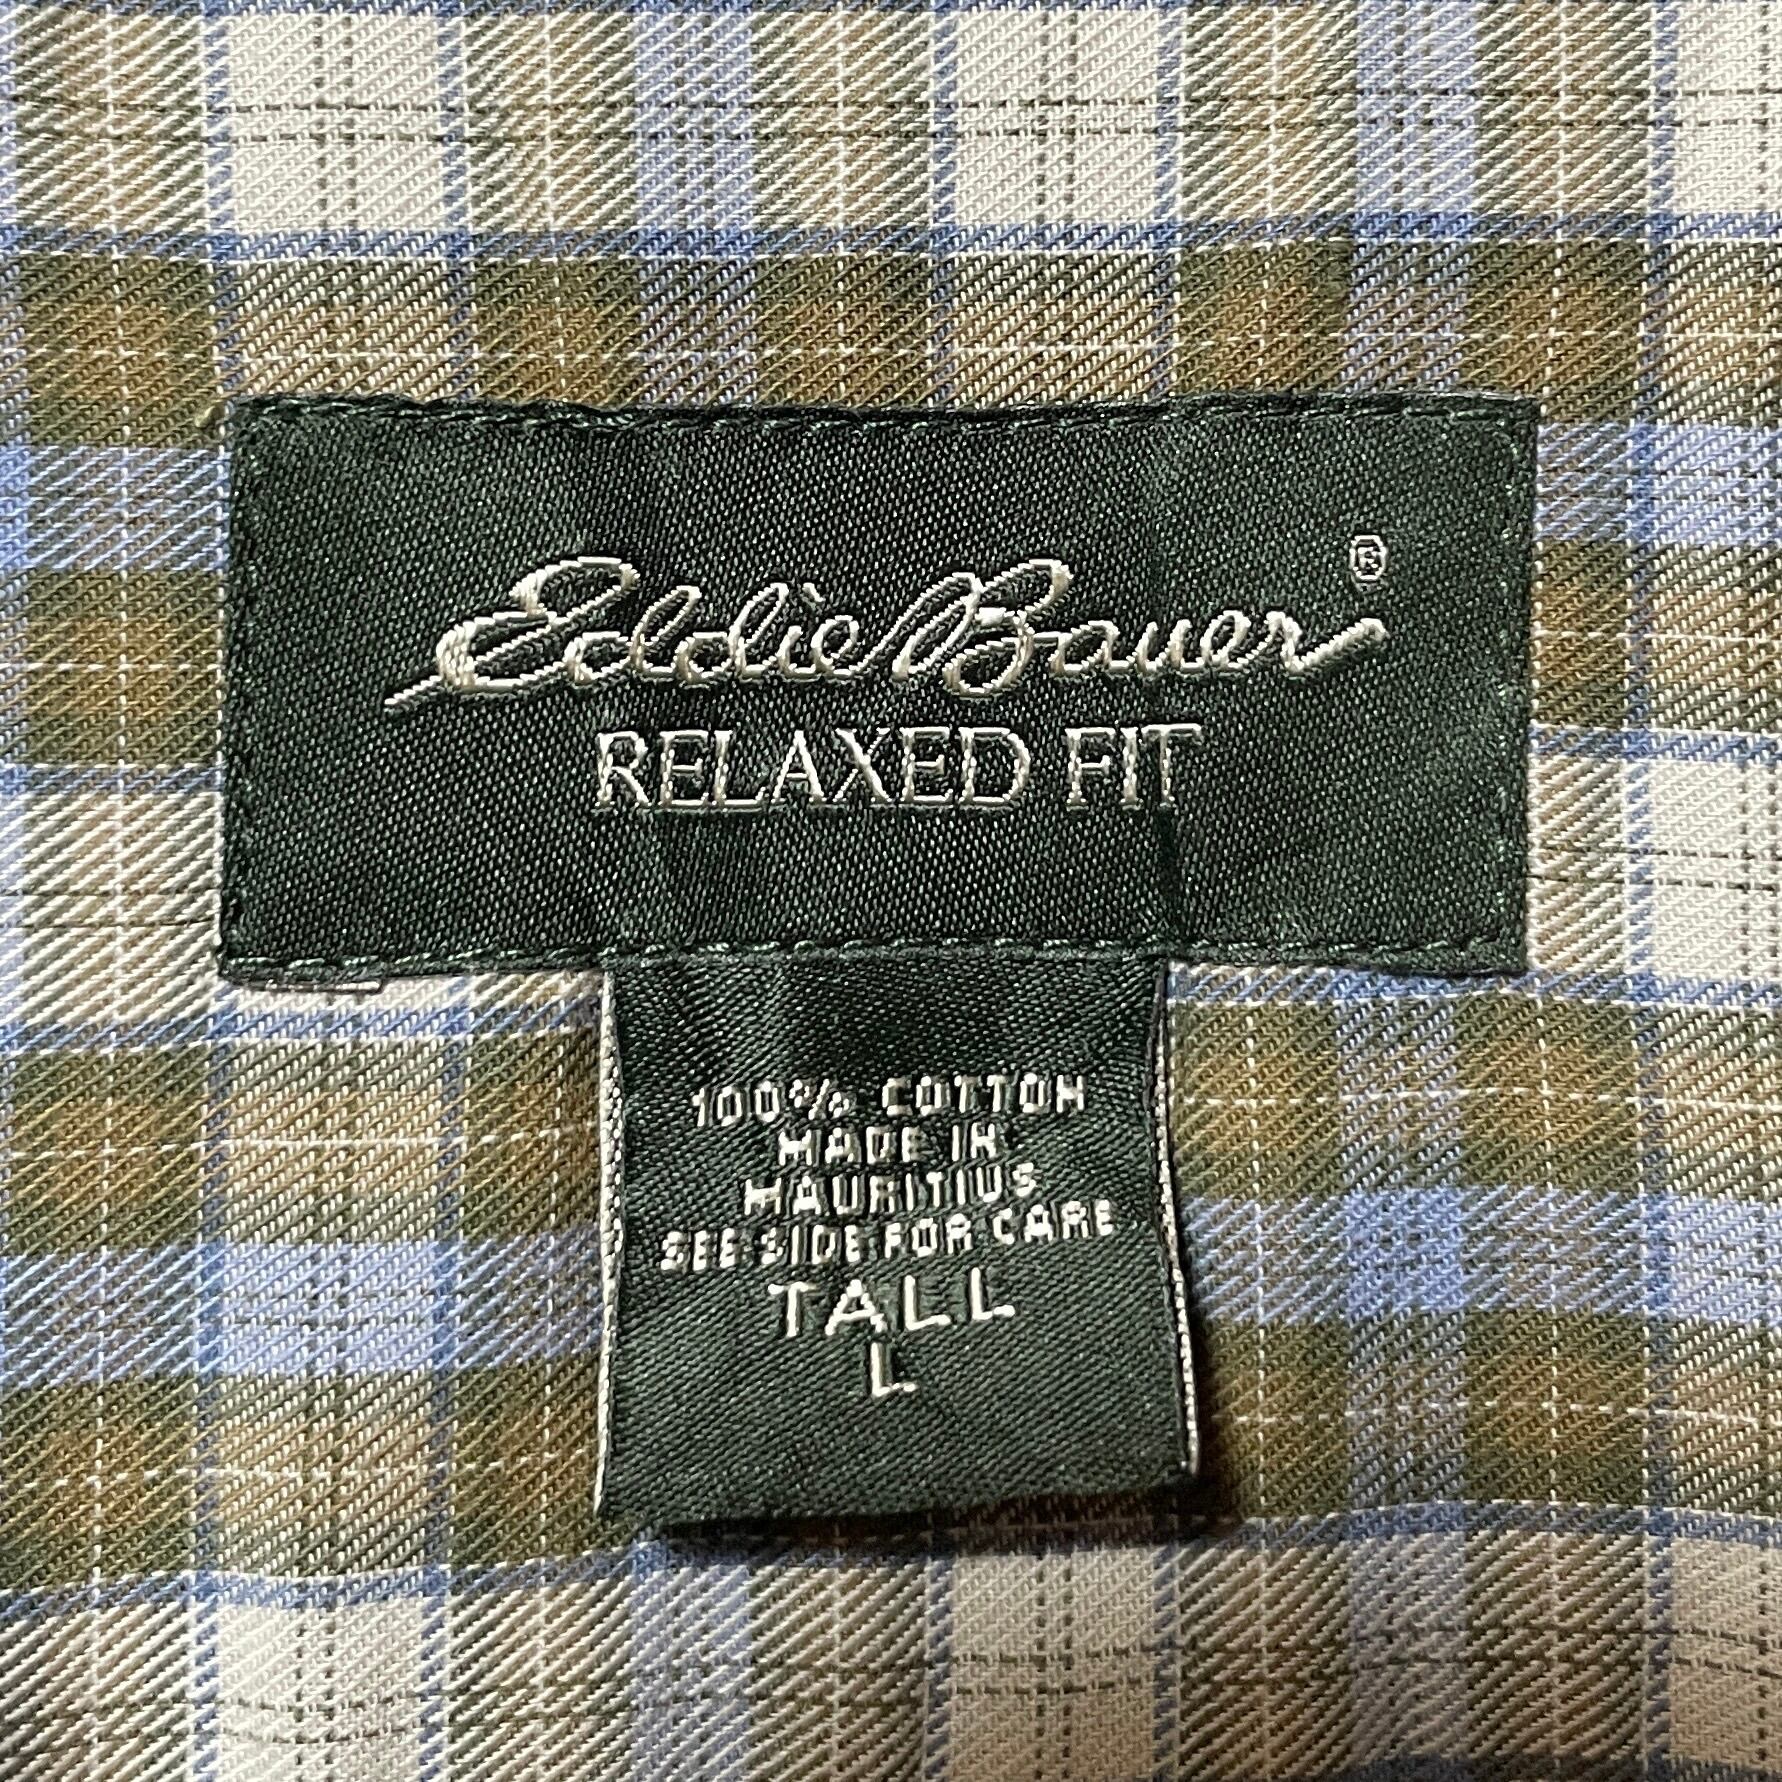 Eddie Bauer®
RELAXED FIT
100% COTTON
MADE IN
MAURITIUS
SEE SIDE FOR CARE
TALL
L